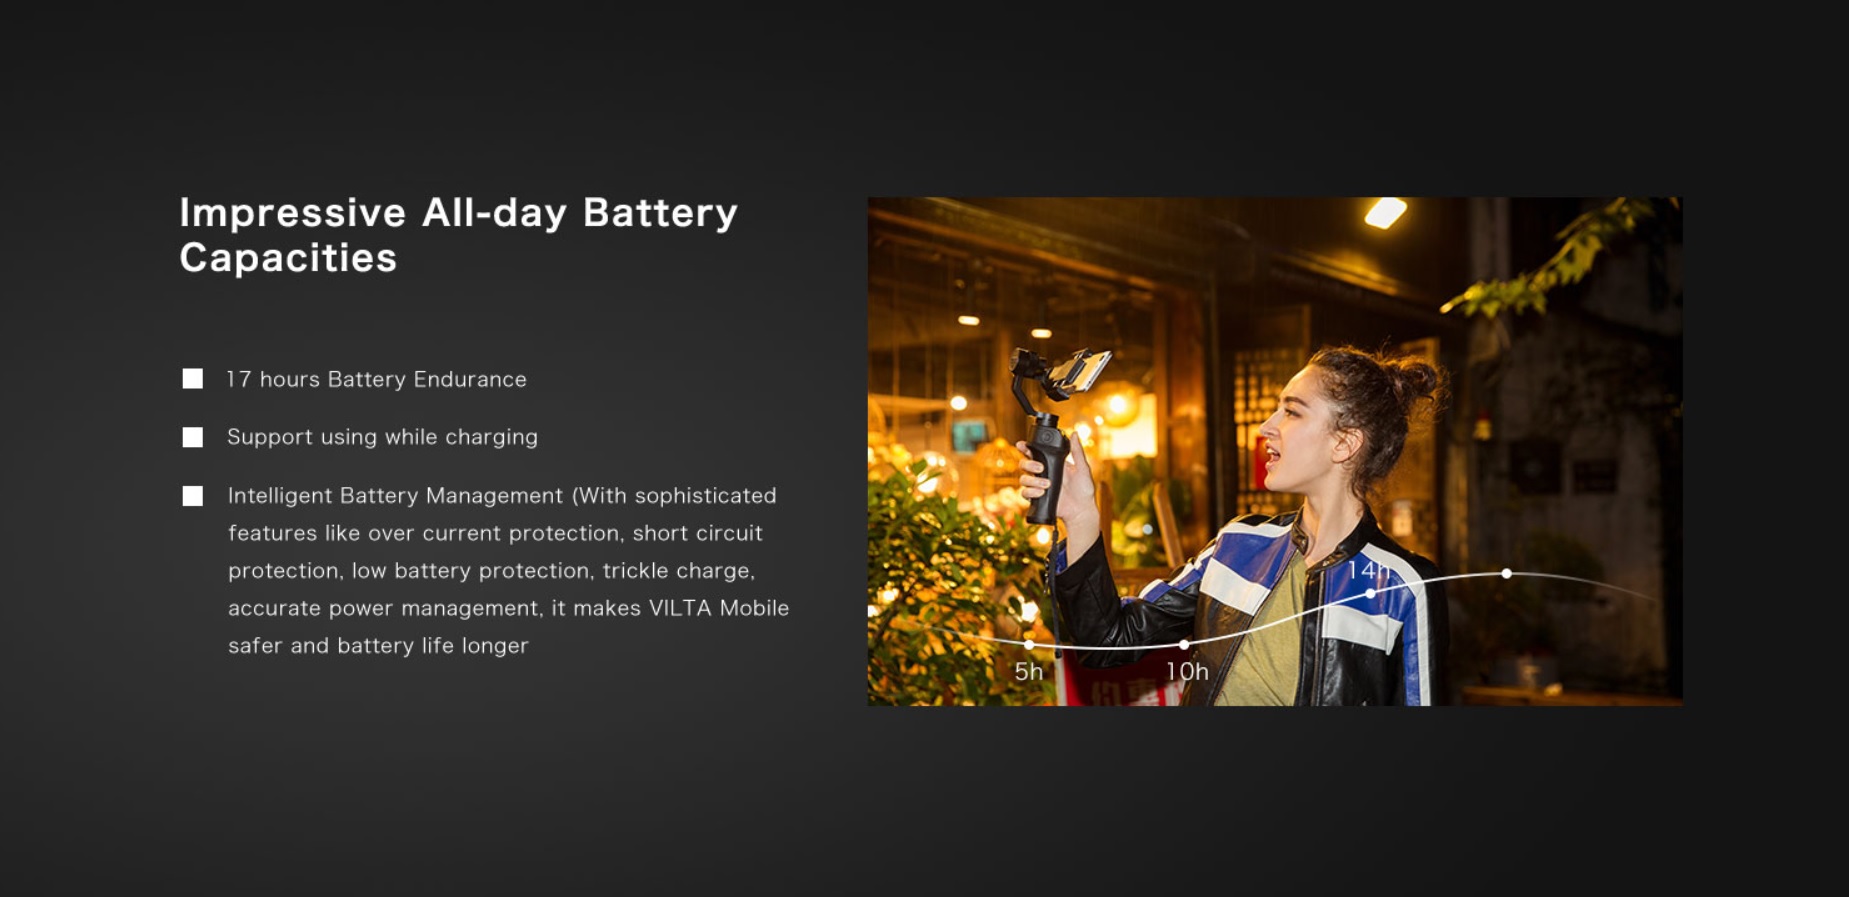 Impressive All-day Battery
Capacities
17 hours Battery Endurance
Support using while charging
Intelligent Battery Management (With sophisticated
features like over current protection, short circuit
protection, low battery protection, trickle charge,
accurate power management, it makes VILTA Mobile
safer and battery life longer
14h
5h
10h